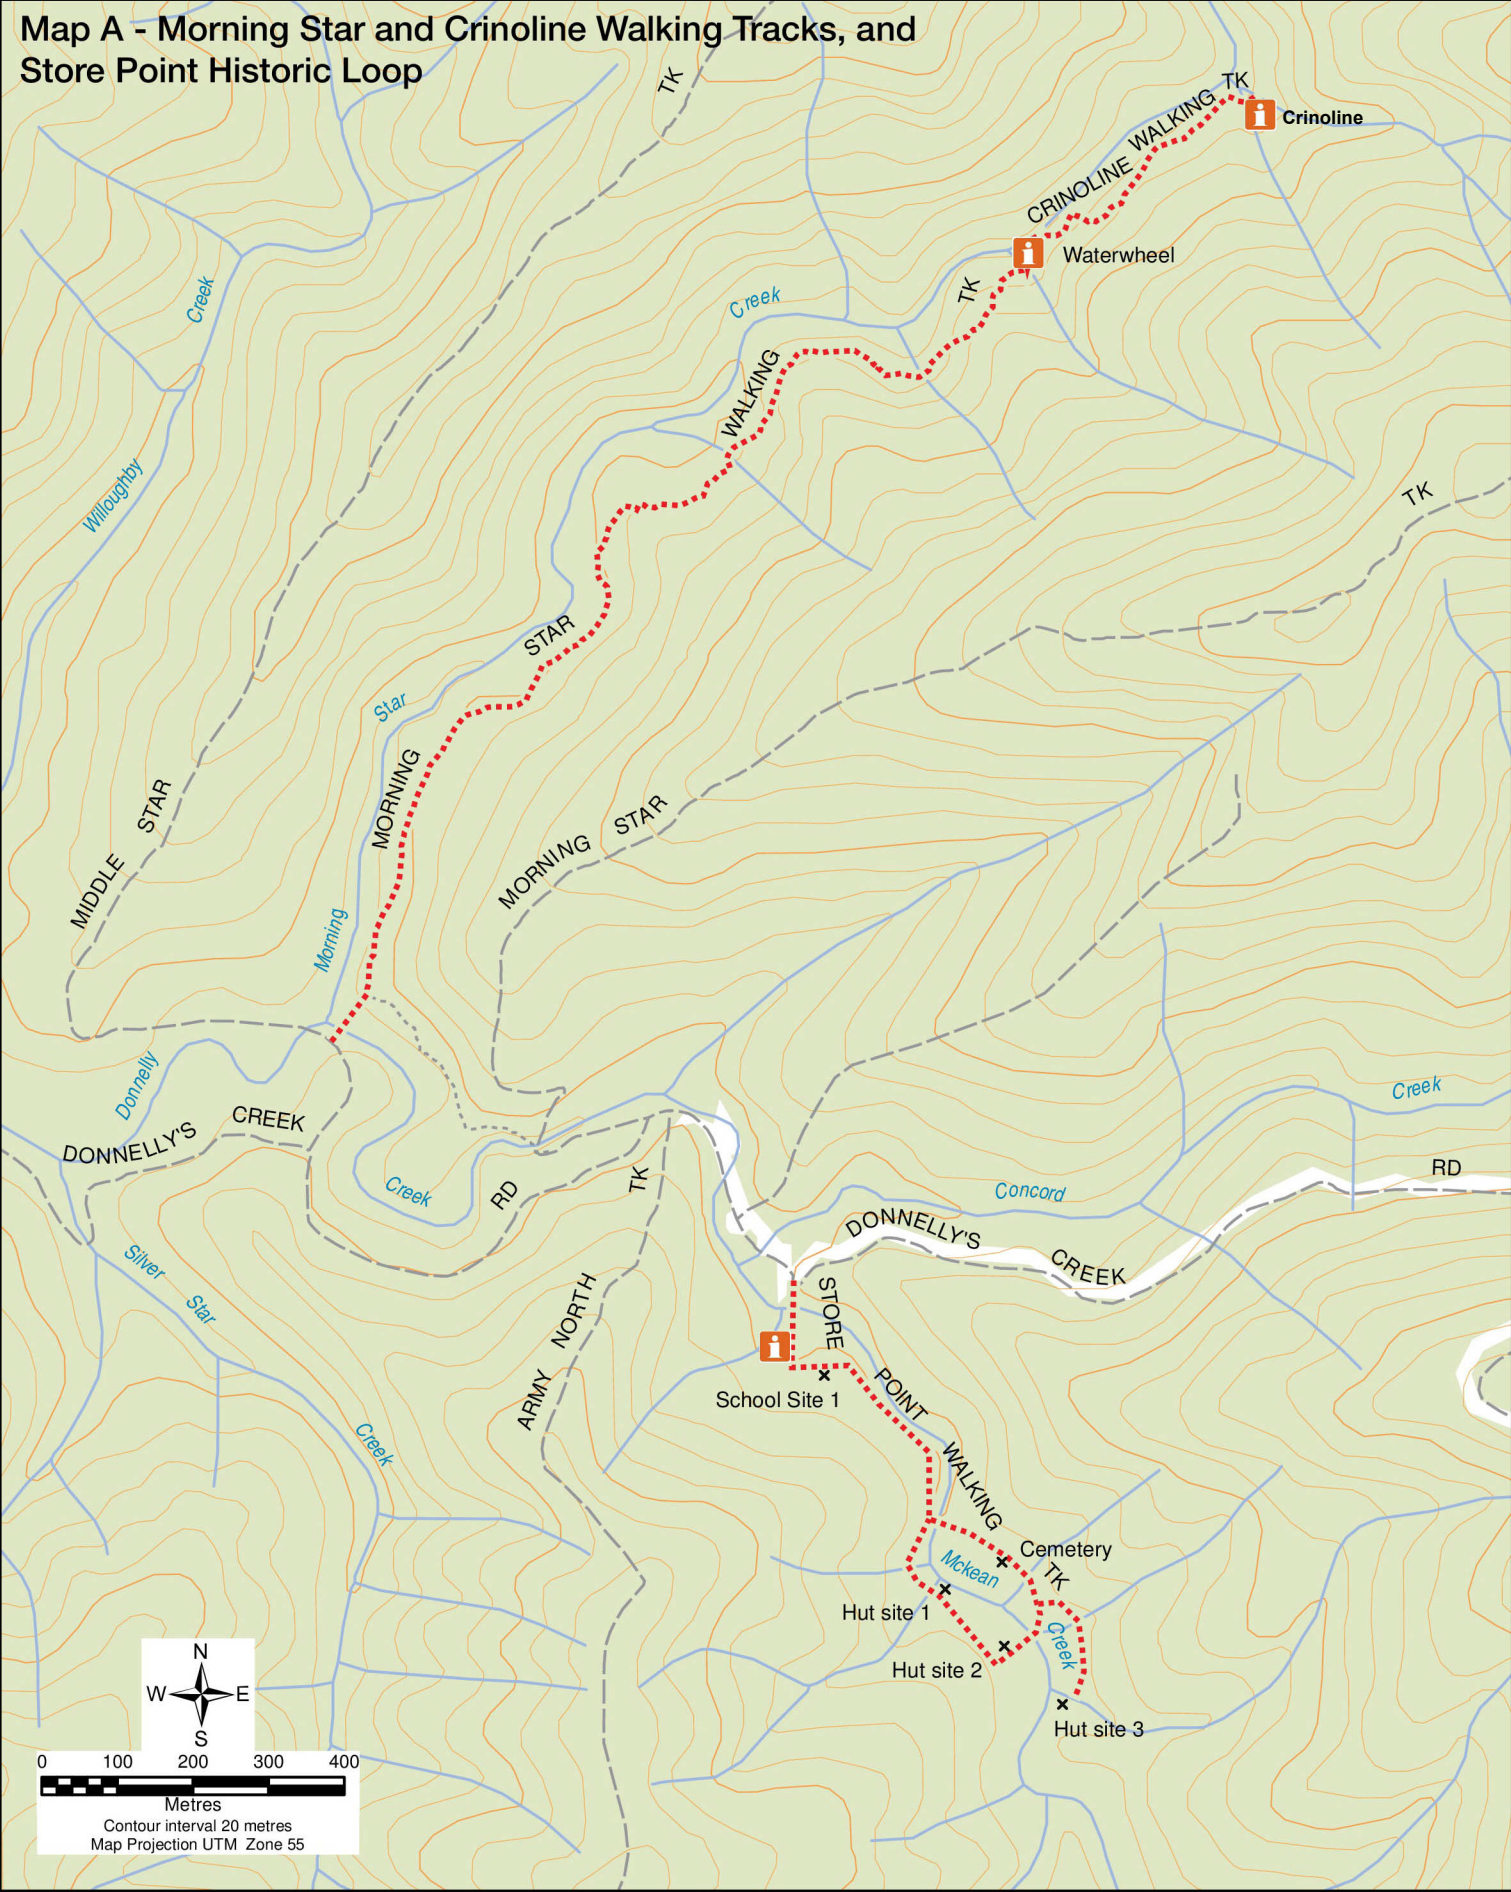 Map A - Morning Star and Crinoline Walking Tracks, and
Store Point Historic Loop
TK
CRINOLINE WALKING TK
i
Crinoline
i
Waterwheel
Creek
Creek
TK
WALKING
Willoughby
TK
STAR
Star
MORNING
MIDDLE STAR
MORNING STAR
Morning
Donnelly
DONNELLY'S CREEK
Creek
RD
TK
Creek
Concord
RD
DONNELLY'S
CREEK
Silver
Star
Creek
ARMY NORTH
STORE
POINT
WALKING
TK
i
School Site 1
Cemetery
Mckean
Creek
Hut site 1
Hut site 2
Hut site 3
N
W E
S
0 100 200 300 400
Metres
Contour interval 20 metres
Map Projection UTM Zone 55